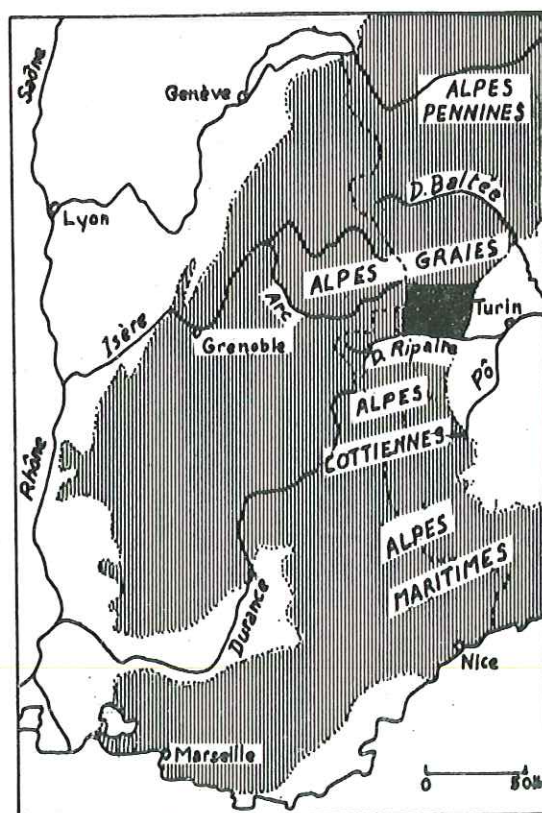 Saône
Genève
ALPES
PENNINES
D. Baltée
Lyon
ALPES GRAIES
Arc
Isère
Grenoble
Turin
D. Ripaire
Pô
ALPES
COTTIENNES
Rhône
ALPES
MARITIMES
Durance
Nice
Marseille
0 50